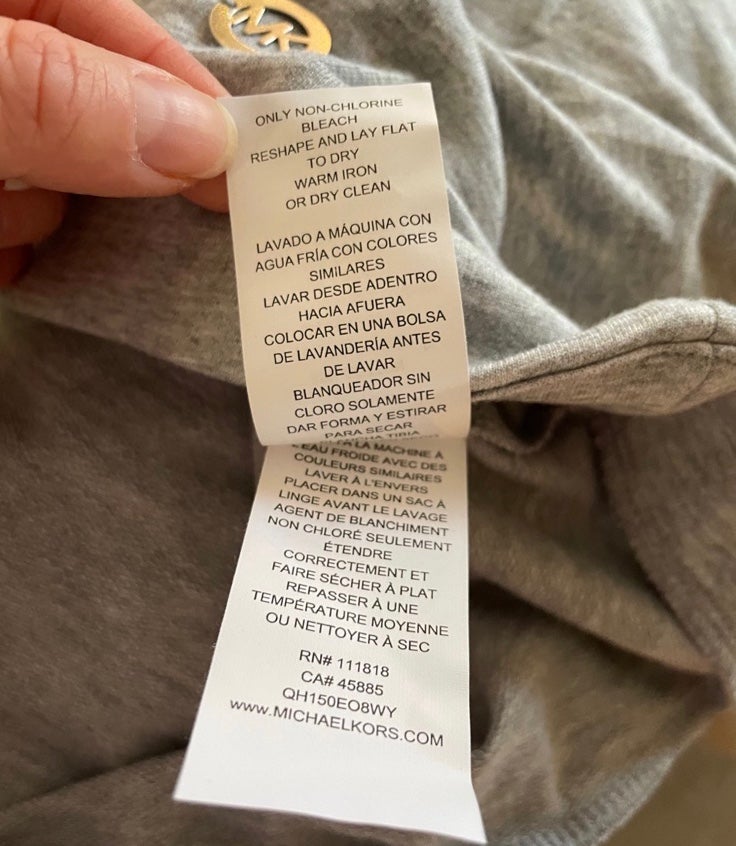 MK
ONLY NON-CHLORINE
BLEACH
RESHAPE AND LAY FLAT
TO DRY
WARM IRON
OR DRY CLEAN
LAVADO A MÁQUINA CON
AGUA FRÍA CON COLORES
SIMILARES
LAVAR DESDE ADENTRO
HACIA AFUERA
COLOCAR EN UNA BOLSA
DE LAVANDERÍA ANTES
DE LAVAR
BLANQUEADOR SIN
CLORO SOLAMENTE
DAR FORMA Y ESTIRAR
PARA SECAR
TIBIA
LA MACHINE À
L'EAU FROIDE AVEC DES
COULEURS SIMILAIRES
LAVER À L'ENVERS
PLACER DANS UN SAC À
LINGE AVANT LE LAVAGE
AGENT DE BLANCHIMENT
NON CHLORÉ SEULEMENT
ÉTENDRE
CORRECTEMENT ET
FAIRE SÉCHER À PLAT
REPASSER À UNE
TEMPÉRATURE MOYENNE
OU NETTOYER À SEC
RN# 111818
CA# 45885
QH150EO8WY
www.MICHAELKORS.COM